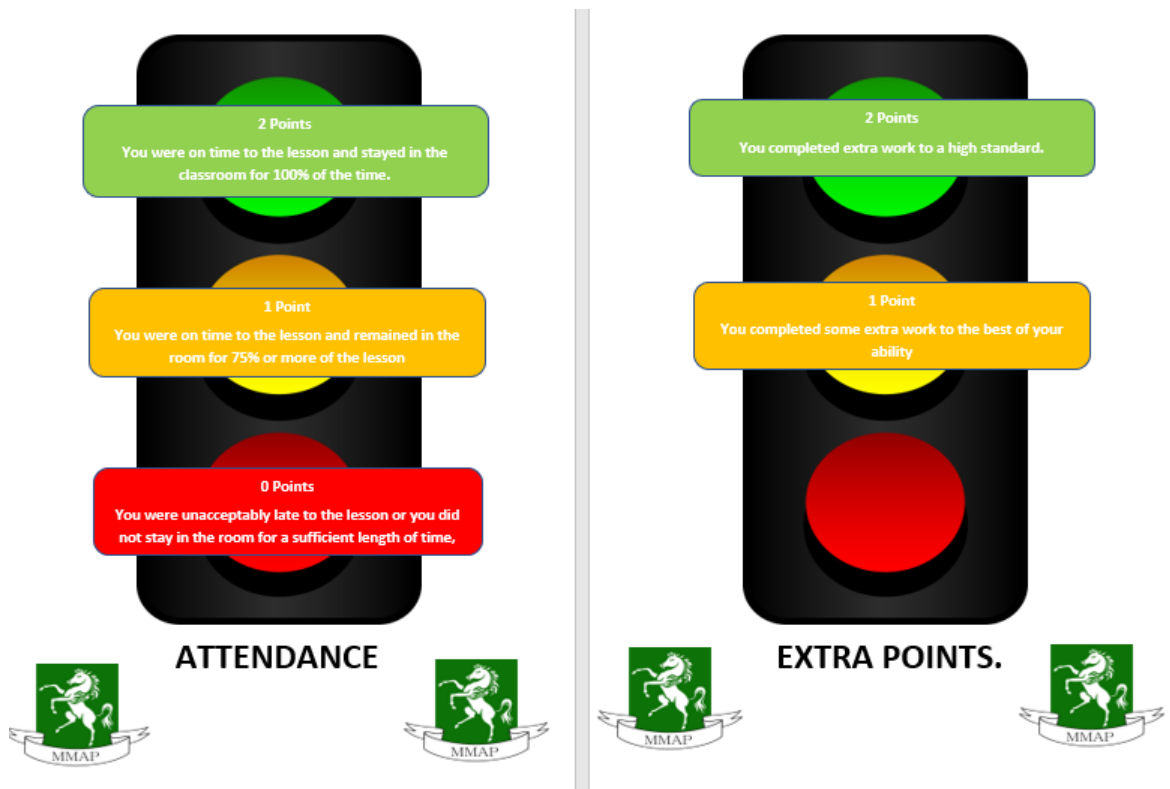 2 Points
You were on time to the lesson and stayed in the
classroom for 100% of the time.
1 Point
You were on time to the lesson and remained in the
room for 75% or more of the lesson
0 Points
You were unacceptably late to the lesson or you did
not stay in the room for a sufficient length of time,
ATTENDANCE
MMAP
MMAP
2 Points
You completed extra work to a high standard.
1 Point
You completed some extra work to the best of your
ability
EXTRA POINTS.
MMAP
MMAP